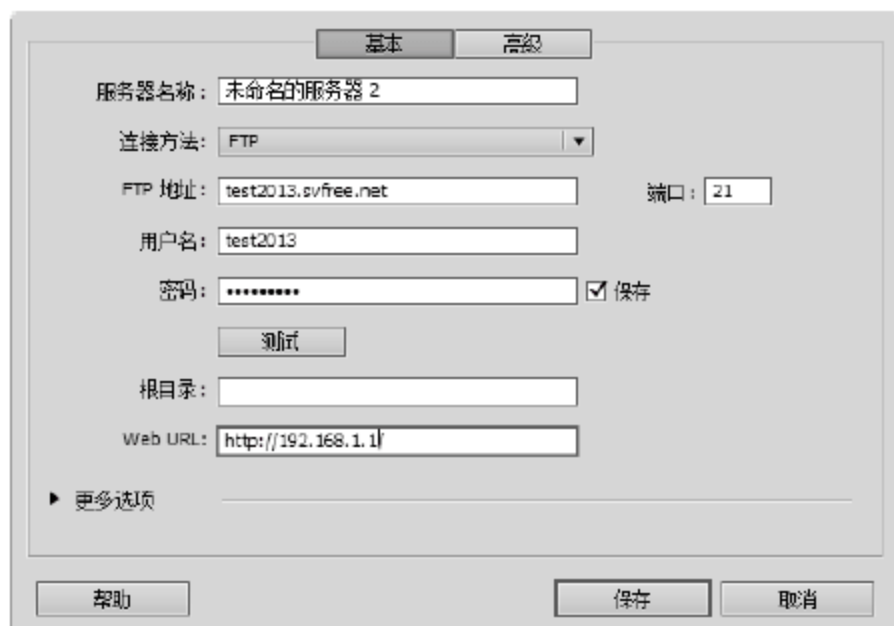 基本 高级
服务器名称: 未命名的服务器 2
连接方法: FTP
FTP 地址: test2013.svfree.net 端口: 21
用户名: test2013
密码: ••••••••• 保存
测试
根目录:
Web URL: http://192.168.1.1/
更多选项
帮助 保存 取消